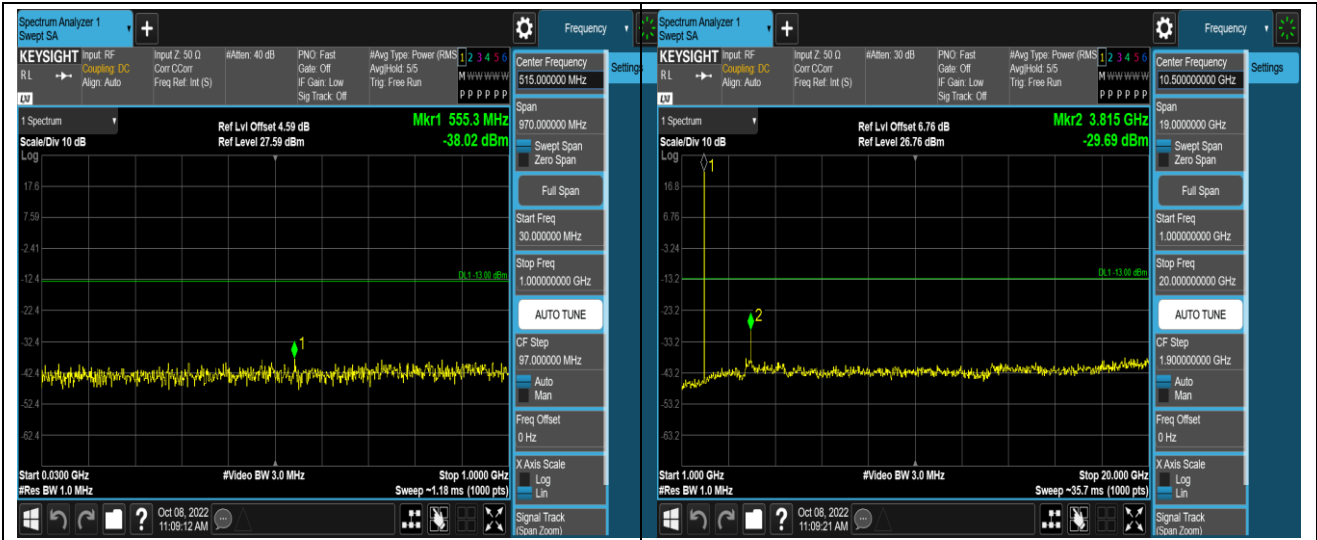 Spectrum Analyzer 1
Swept SA
Frequency
KEYSIGHT
Input: RF
Coupling: DC
Align: Auto
Input Z: 50 Ω
Corr CCorr
Freq Ref: Int (S)
#Atten: 40 dB
PNO: Fast
Gate: Off
IF Gain: Low
Sig Track: Off
#Avg Type: Power (RMS
Avg|Hold: 5/5
Trig: Free Run
1 2 3 4 5 6
M W W W W W
P P P P P P
RL
LXI
Center Frequency
515.000000 MHz
Settings
1 Spectrum
Scale/Div 10 dB
Ref Lvl Offset 4.59 dB
Ref Level 27.59 dBm
Mkr1 555.3 MHz
-38.02 dBm
Span
970.000000 MHz
Swept Span
Zero Span
Full Span
Start Freq
30.000000 MHz
Stop Freq
1.000000000 GHz
AUTO TUNE
CF Step
97.000000 MHz
Auto
Man
Freq Offset
0 Hz
X Axis Scale
Log
Lin
Signal Track
(Span Zoom)
Log
17.6
7.59
-2.41
-12.4
-22.4
-32.4
-42.4
-52.4
-62.4
DL1 -13.00 dBm
1
Start 0.0300 GHz
#Res BW 1.0 MHz
#Video BW 3.0 MHz
Stop 1.0000 GHz
Sweep ~1.18 ms (1000 pts)
?
Oct 08, 2022
11:09:12 AM
Spectrum Analyzer 1
Swept SA
Frequency
KEYSIGHT
Input: RF
Coupling: DC
Align: Auto
Input Z: 50 Ω
Corr CCorr
Freq Ref: Int (S)
#Atten: 30 dB
PNO: Fast
Gate: Off
IF Gain: Low
Sig Track: Off
#Avg Type: Power (RMS
Avg|Hold: 5/5
Trig: Free Run
1 2 3 4 5 6
M W W W W W
P P P P P P
RL
LXI
Center Frequency
10.500000000 GHz
Settings
1 Spectrum
Scale/Div 10 dB
Ref Lvl Offset 6.76 dB
Ref Level 26.76 dBm
Mkr2 3.815 GHz
-29.69 dBm
Span
19.0000000 GHz
Swept Span
Zero Span
Full Span
Start Freq
1.000000000 GHz
Stop Freq
20.000000000 GHz
AUTO TUNE
CF Step
1.900000000 GHz
Auto
Man
Freq Offset
0 Hz
X Axis Scale
Log
Lin
Signal Track
(Span Zoom)
Log
16.8
6.76
-3.24
-13.2
-23.2
-33.2
-43.2
-53.2
-63.2
DL1 -13.00 dBm
1
2
Start 1.000 GHz
#Res BW 1.0 MHz
#Video BW 3.0 MHz
Stop 20.000 GHz
Sweep ~35.7 ms (1000 pts)
?
Oct 08, 2022
11:09:21 AM